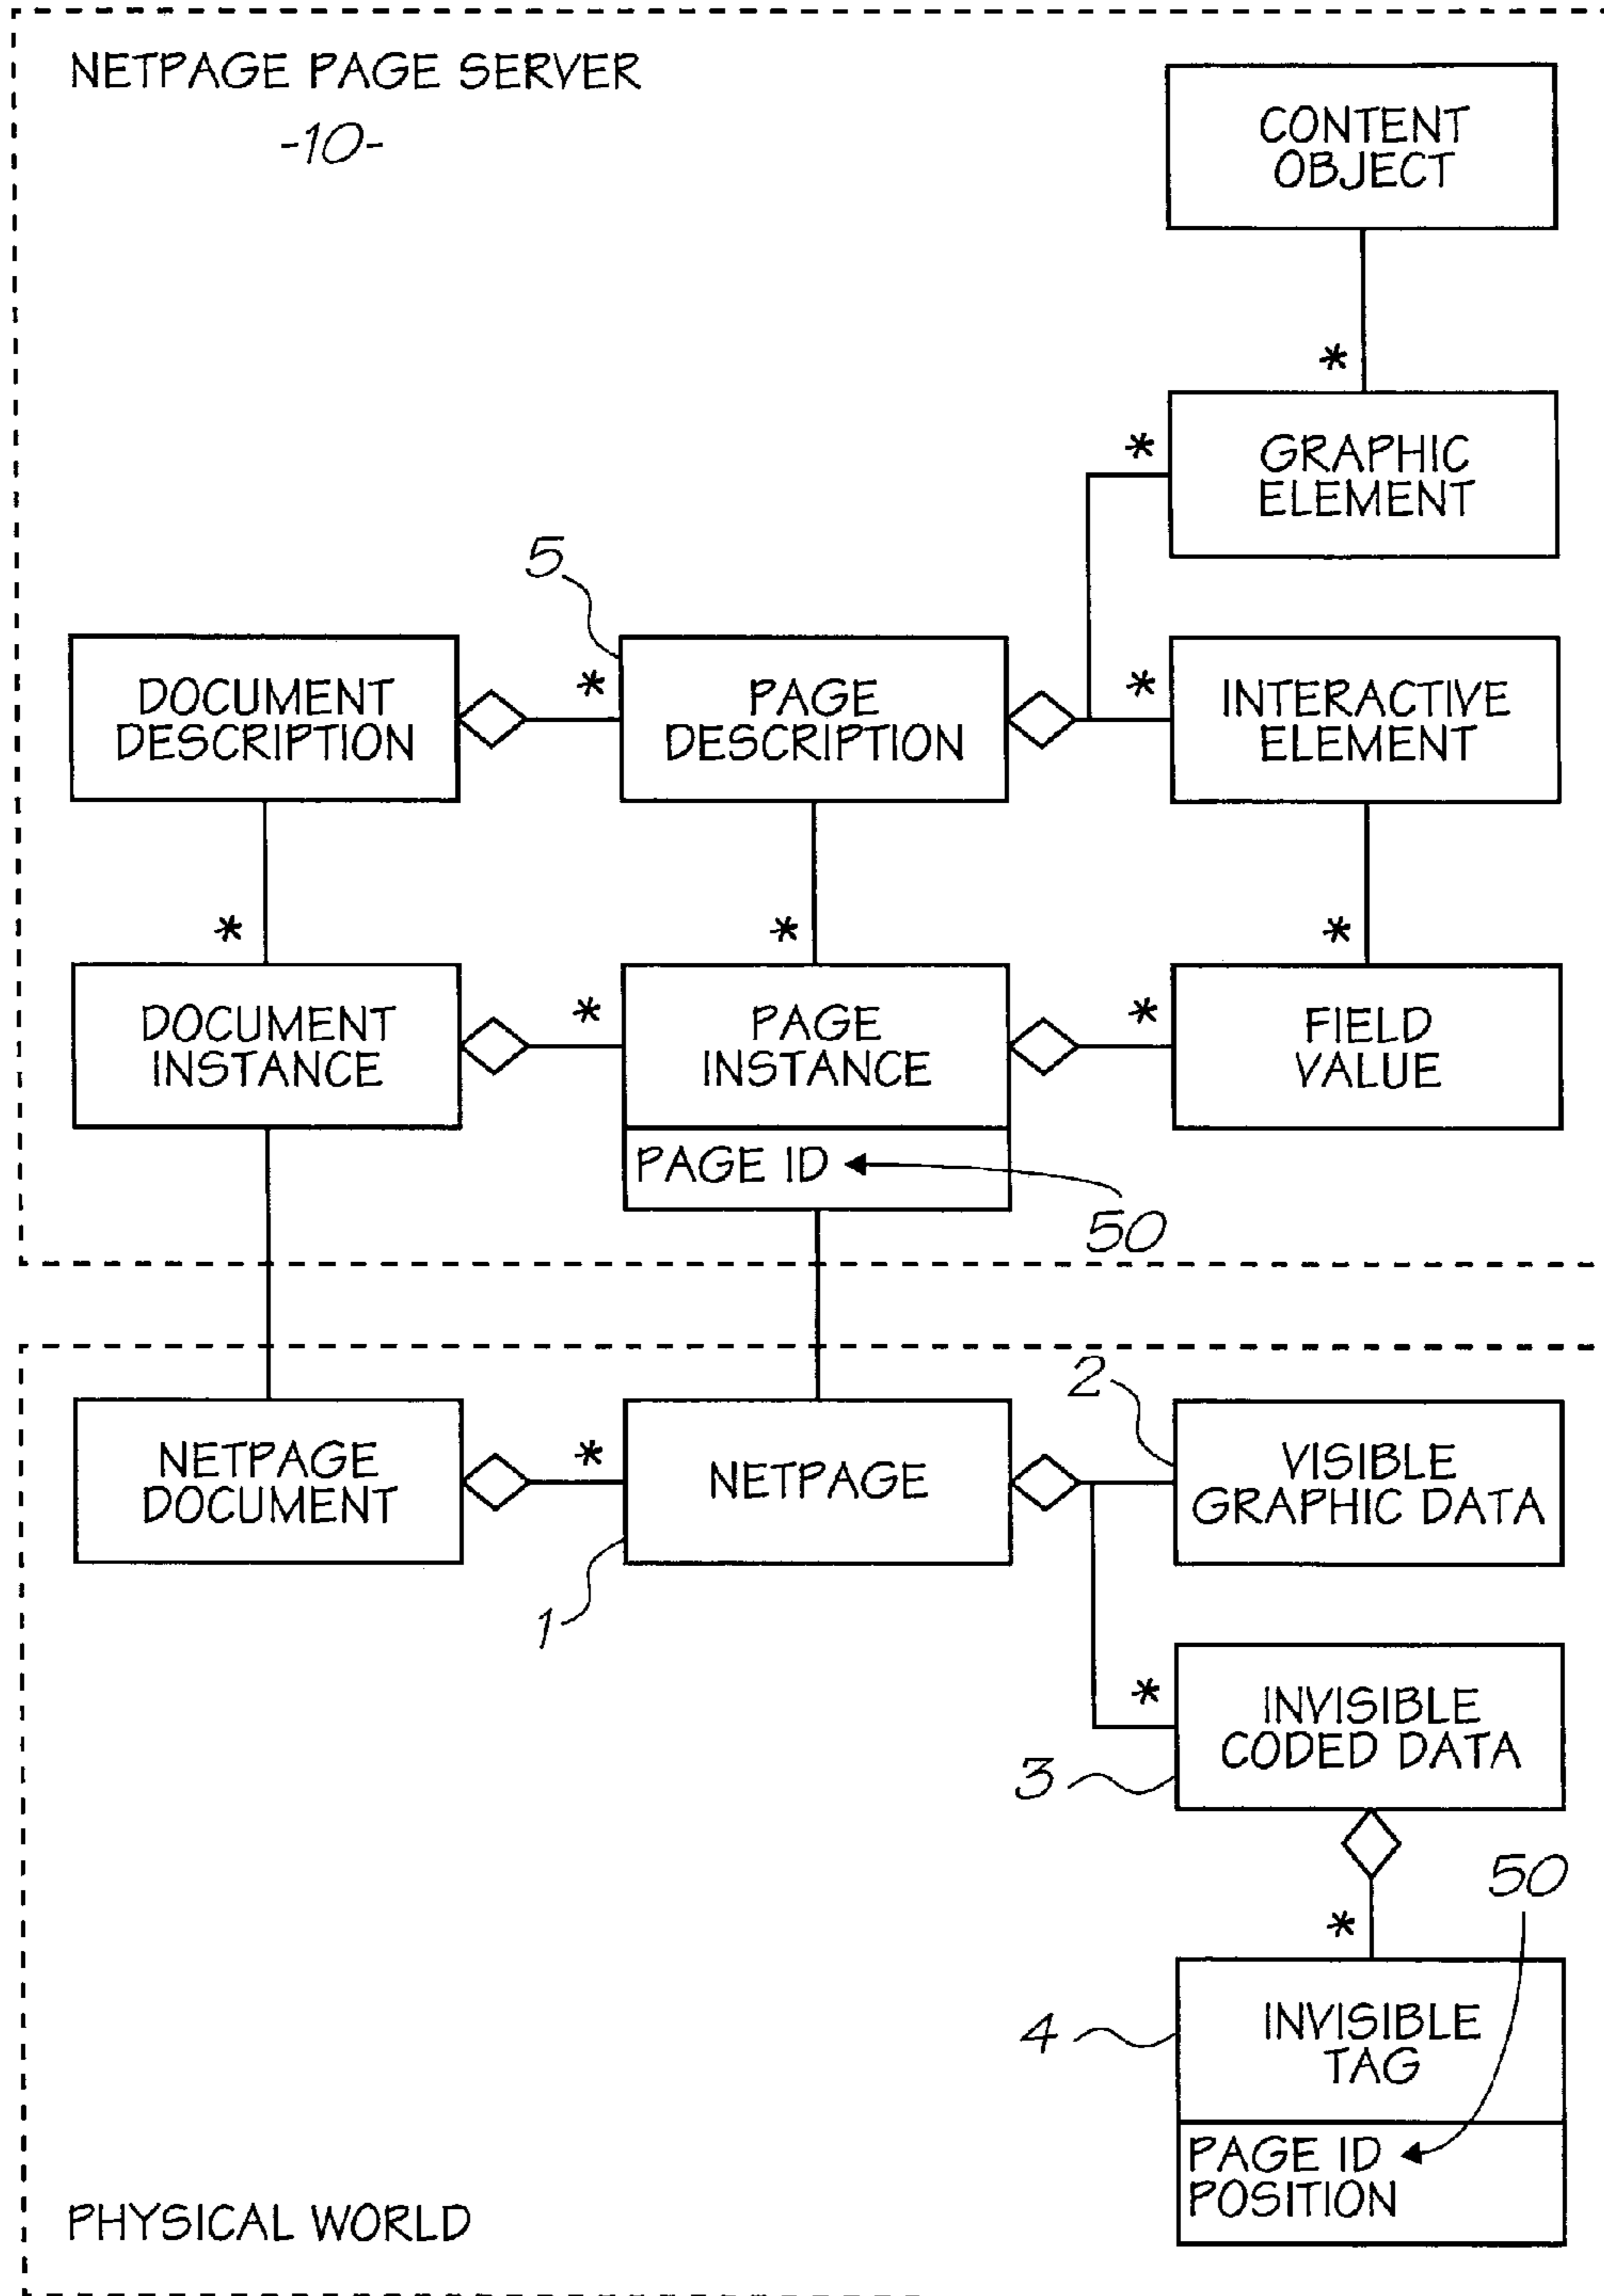 NETPAGE PAGE SERVER
-10-
CONTENT
OBJECT
*
*
GRAPHIC
ELEMENT
5
DOCUMENT
DESCRIPTION
*
PAGE
DESCRIPTION
*
INTERACTIVE
ELEMENT
*
*
*
DOCUMENT
INSTANCE
*
PAGE
INSTANCE
*
FIELD
VALUE
PAGE ID
50
NETPAGE
DOCUMENT
*
NETPAGE
1
2
VISIBLE
GRAPHIC DATA
*
INVISIBLE
CODED DATA
3
50
*
4
INVISIBLE
TAG
PAGE ID
POSITION
PHYSICAL WORLD